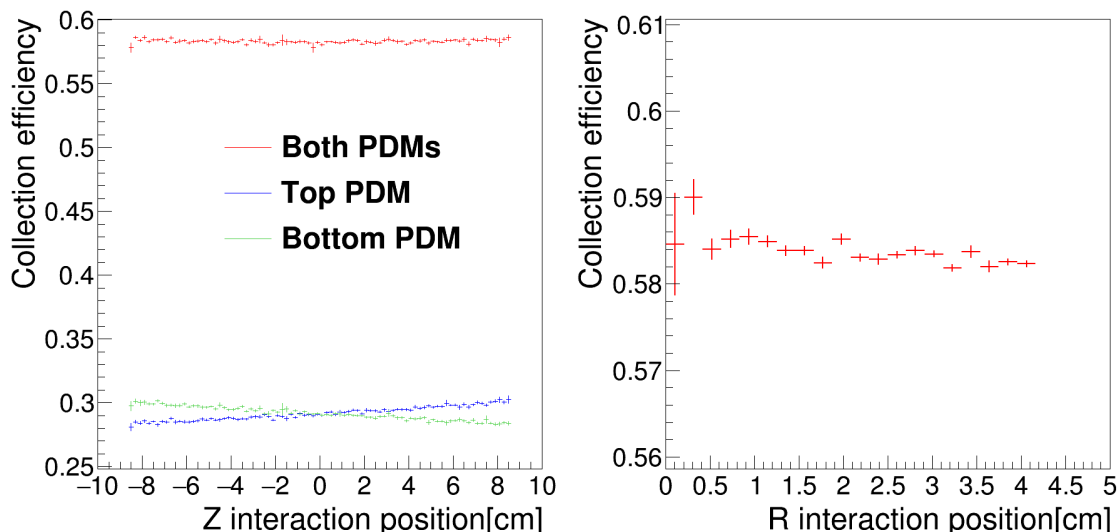 Collection efficiency
0.6
0.55
0.5
0.45
0.4
0.35
0.3
0.25
Both PDMs
Top PDM
Bottom PDM
−10 −8 −6 −4 −2 0 2 4 6 8 10
Z interaction position[cm]
Collection efficiency
0.61
0.6
0.59
0.58
0.57
0.56
0 0.5 1 1.5 2 2.5 3 3.5 4 4.5 5
R interaction position[cm]